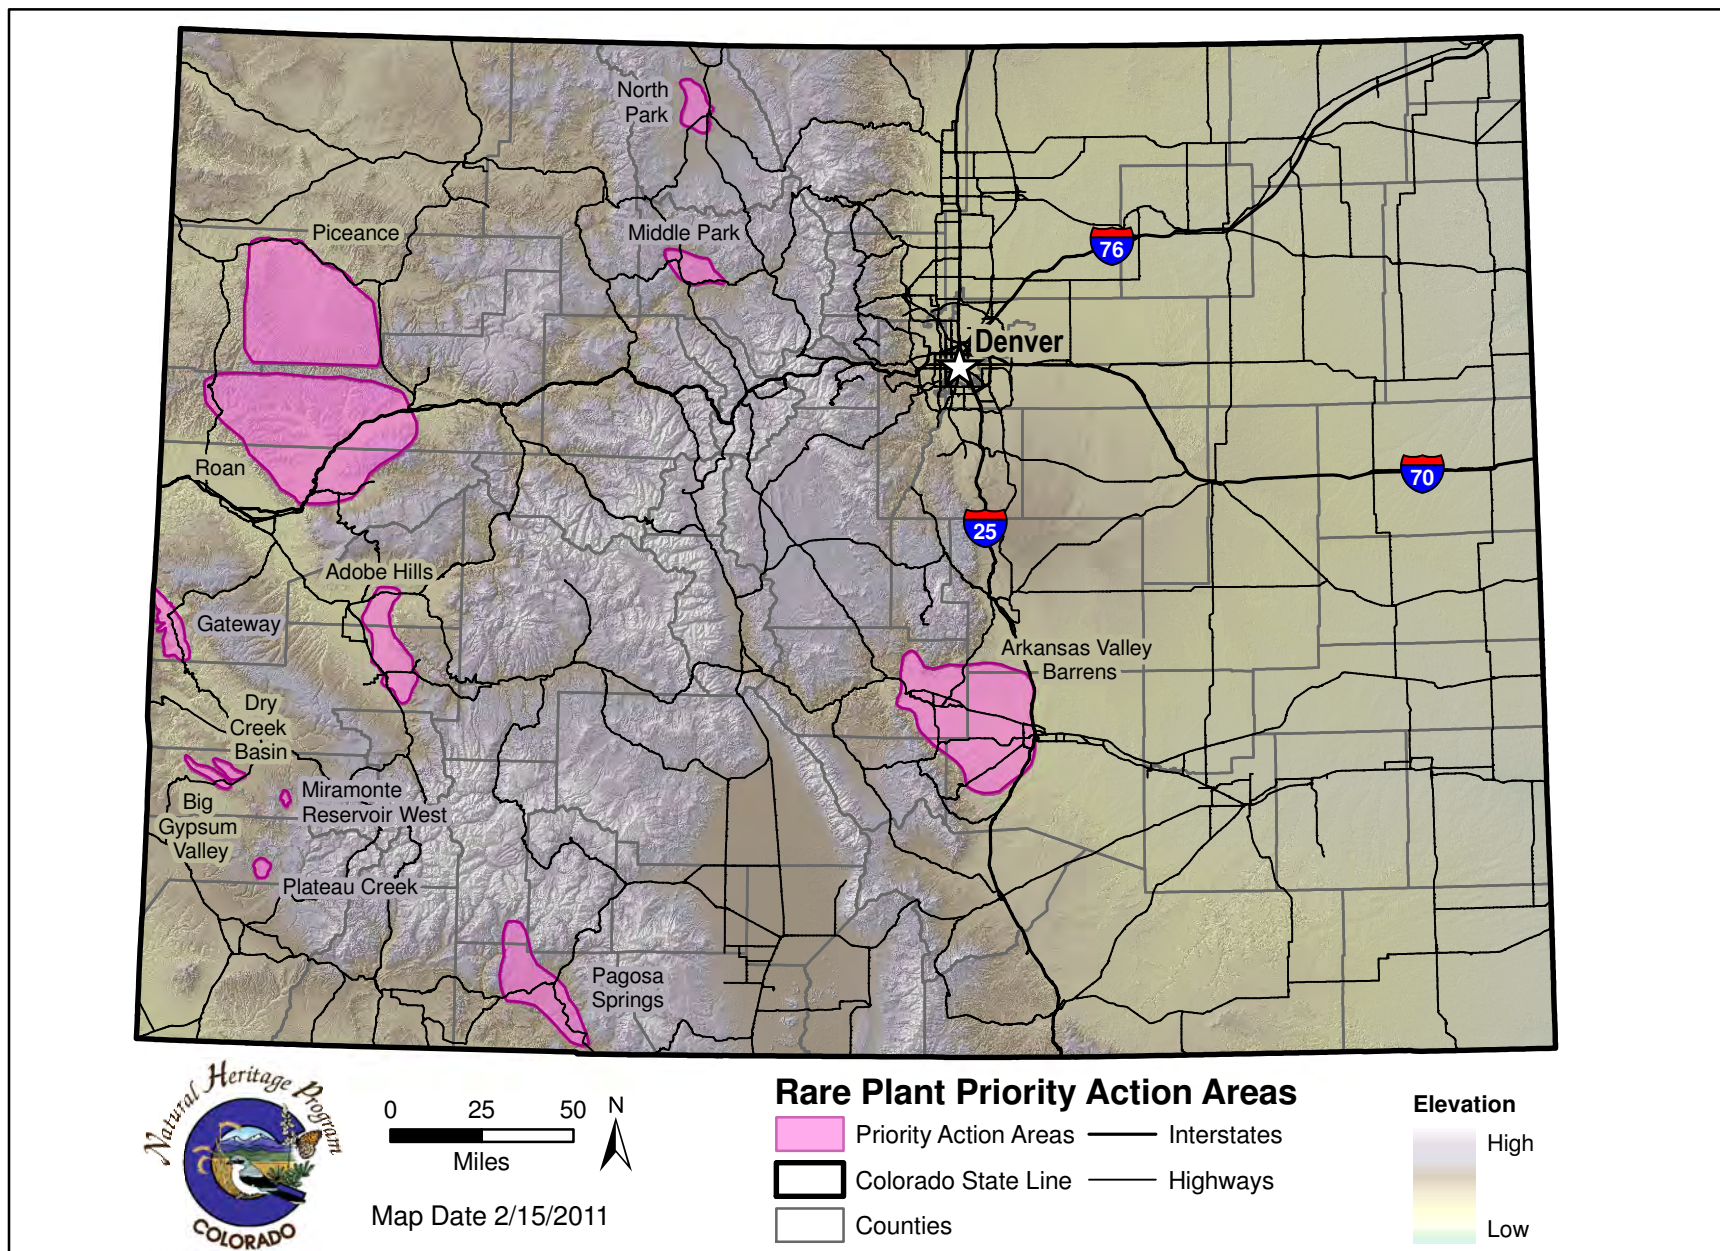 North
Park
Piceance
Middle Park
76
Denver
Roan
70
25
Adobe Hills
Gateway
Arkansas Valley
Barrens
Dry
Creek
Basin
Miramonte
Reservoir West
Big
Gypsum
Valley
Plateau Creek
Pagosa
Springs
Natural Heritage Program
COLORADO
0 25 50
Miles
N
Map Date 2/15/2011
Rare Plant Priority Action Areas
Priority Action Areas
Interstates
Colorado State Line
Highways
Counties
Elevation
High
Low